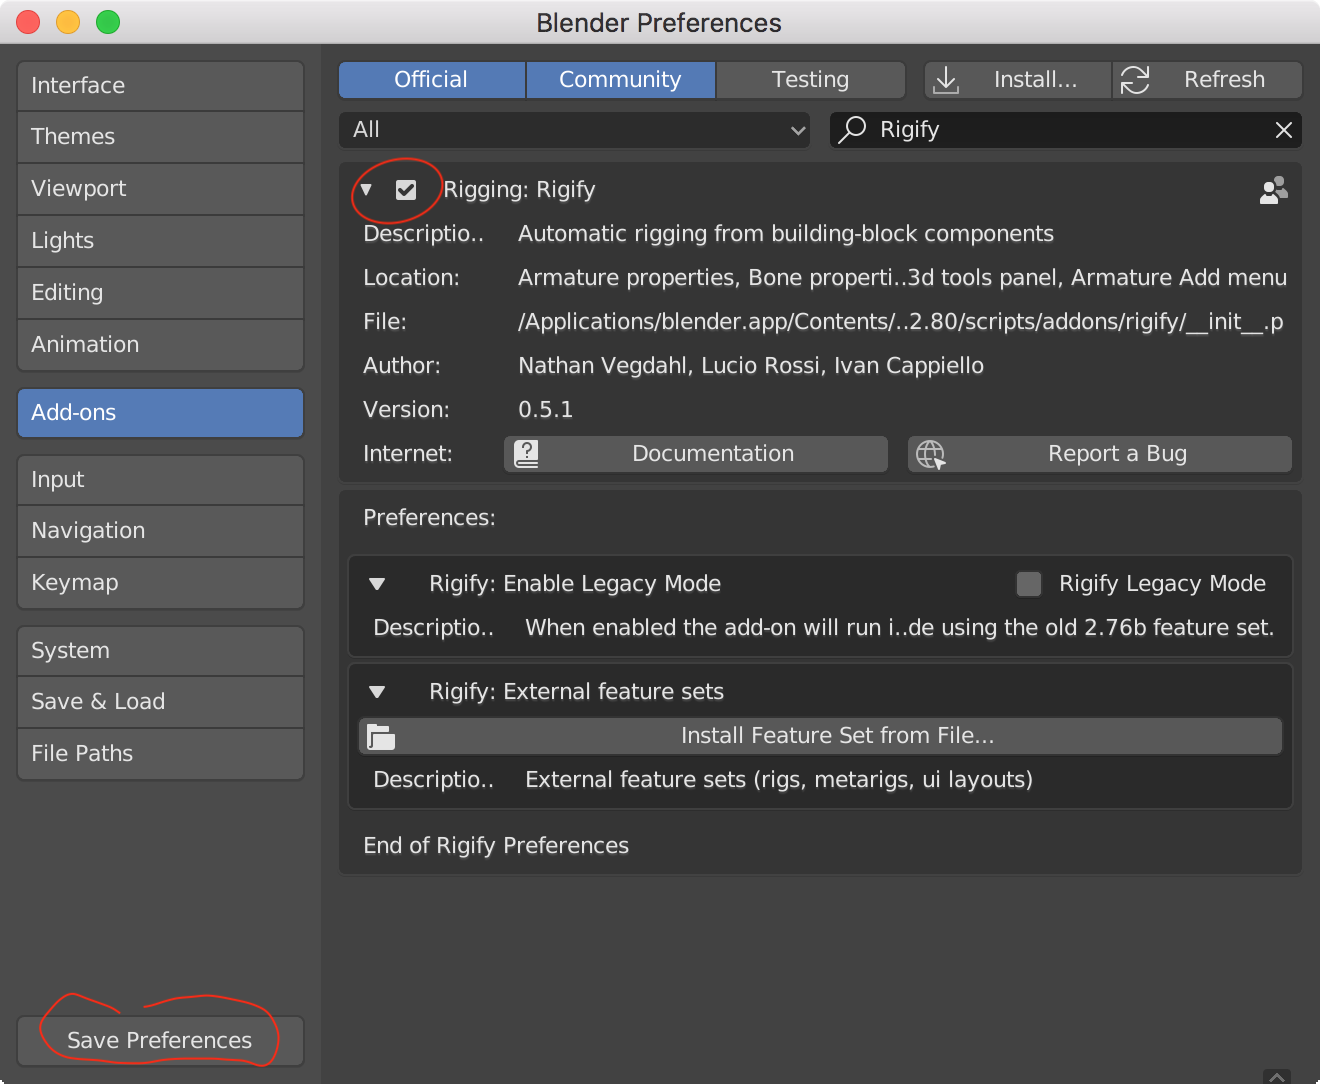 Blender Preferences
Interface
Themes
Viewport
Lights
Editing
Animation
Add-ons
Input
Navigation
Keymap
System
Save & Load
File Paths
Save Preferences
Official Community Testing Install... Refresh
All Rigify
Rigging: Rigify
Descriptio.. Automatic rigging from building-block components
Location: Armature properties, Bone properti..3d tools panel, Armature Add menu
File: /Applications/blender.app/Contents/..2.80/scripts/addons/rigify/__init__.p
Author: Nathan Vegdahl, Lucio Rossi, Ivan Cappiello
Version: 0.5.1
Internet: Documentation Report a Bug
Preferences:
Rigify: Enable Legacy Mode Rigify Legacy Mode
Descriptio.. When enabled the add-on will run i..de using the old 2.76b feature set.
Rigify: External feature sets
Install Feature Set from File...
Descriptio.. External feature sets (rigs, metarigs, ui layouts)
End of Rigify Preferences